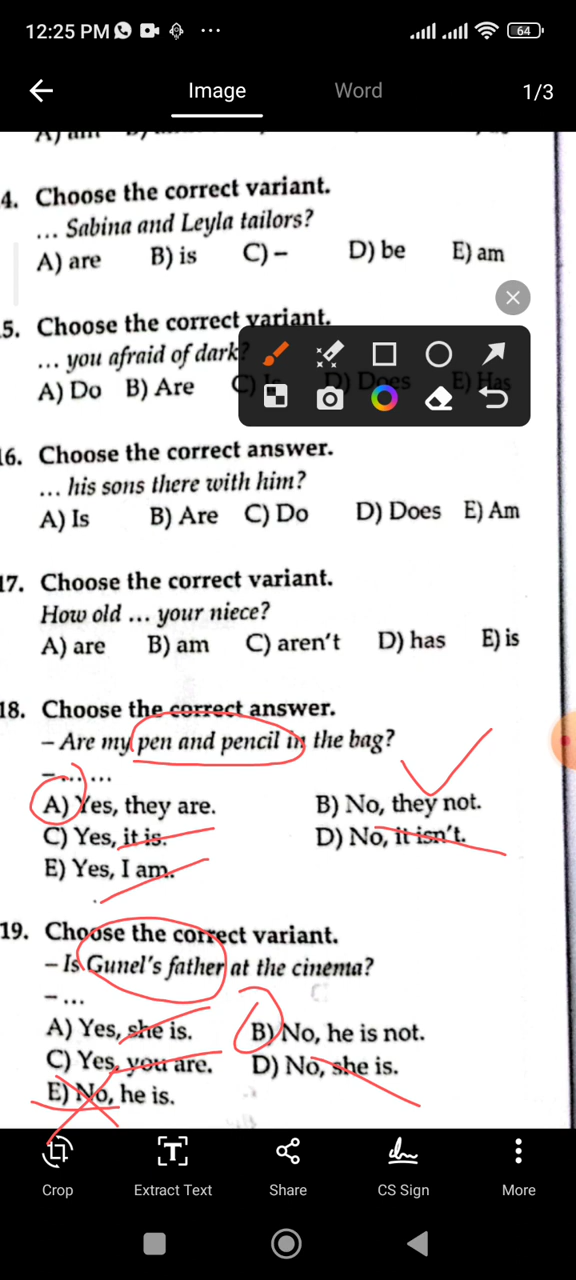 12:25 PM
64
Image
Word
1/3
4. Choose the correct variant.
... Sabina and Leyla tailors?
A) are B) is C) – D) be E) am
5. Choose the correct variant.
... you afraid of dark?
A) Do B) Are C) Is D) Does E) Has
16. Choose the correct answer.
... his sons there with him?
A) Is B) Are C) Do D) Does E) Am
17. Choose the correct variant.
How old ... your niece?
A) are B) am C) aren't D) has E) is
18. Choose the correct answer.
– Are my pen and pencil in the bag?
– ......
A) Yes, they are. B) No, they not.
C) Yes, it is. D) No, it isn't.
E) Yes, I am.
19. Choose the correct variant.
– Is Gunel's father at the cinema?
– ...
A) Yes, she is. B) No, he is not.
C) Yes, you are. D) No, she is.
E) No, he is.
Crop
Extract Text
Share
CS Sign
More